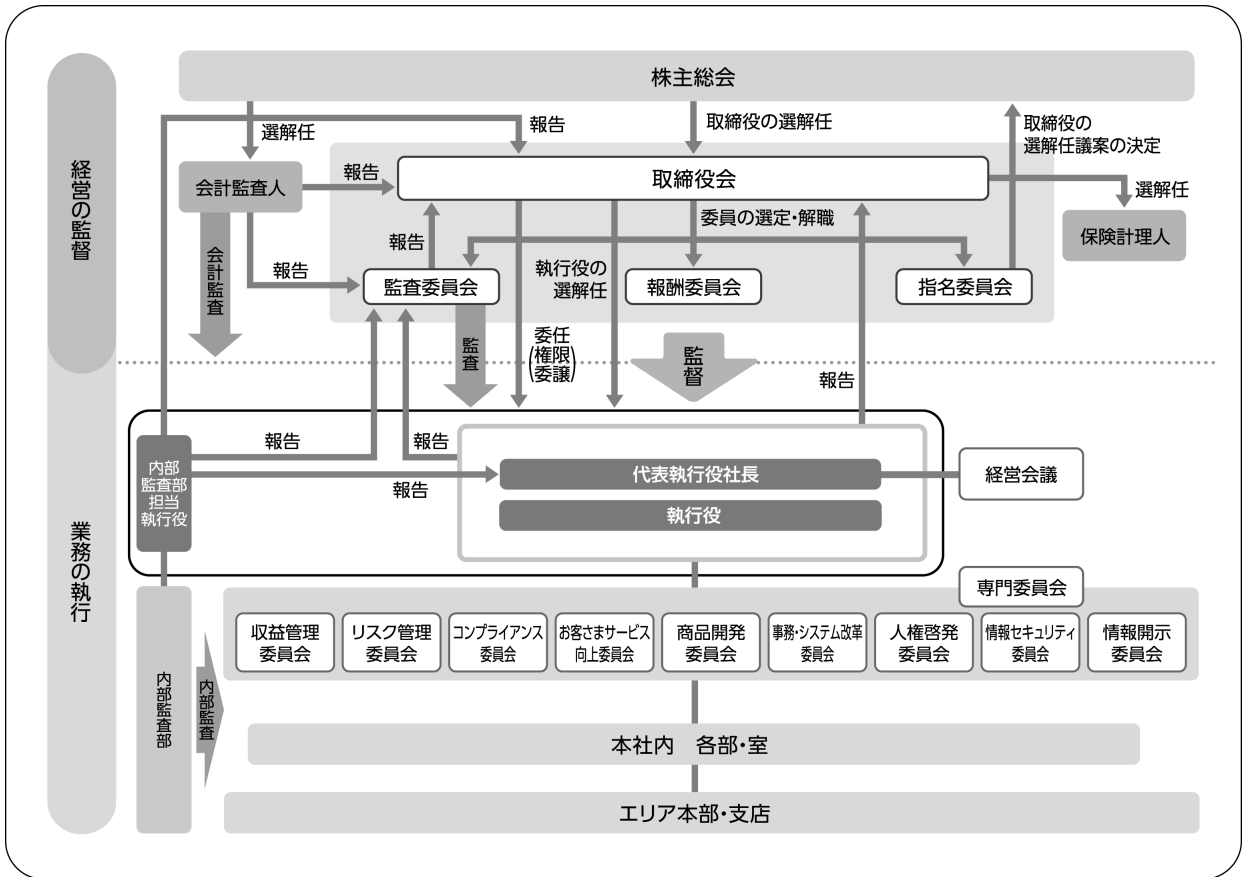 株主総会
選解任
報告
取締役の選解任
取締役の
選解任議案の決定
経営の監督
会計監査人
報告
取締役会
選解任
保険計理人
委員の選定・解職
報告
会計監査
報告
監査委員会
執行役の
選解任
報酬委員会
指名委員会
監査
委任
(権限
委譲)
監督
報告
業務の執行
内部
監査部
担当
執行役
報告
報告
報告
代表執行役社長
執行役
経営会議
専門委員会
収益管理
委員会
リスク管理
委員会
コンプライアンス
委員会
お客さまサービス
向上委員会
商品開発
委員会
事務・システム改革
委員会
人権啓発
委員会
情報セキュリティ
委員会
情報開示
委員会
内部監査部
内部監査
本社内 各部・室
エリア本部・支店